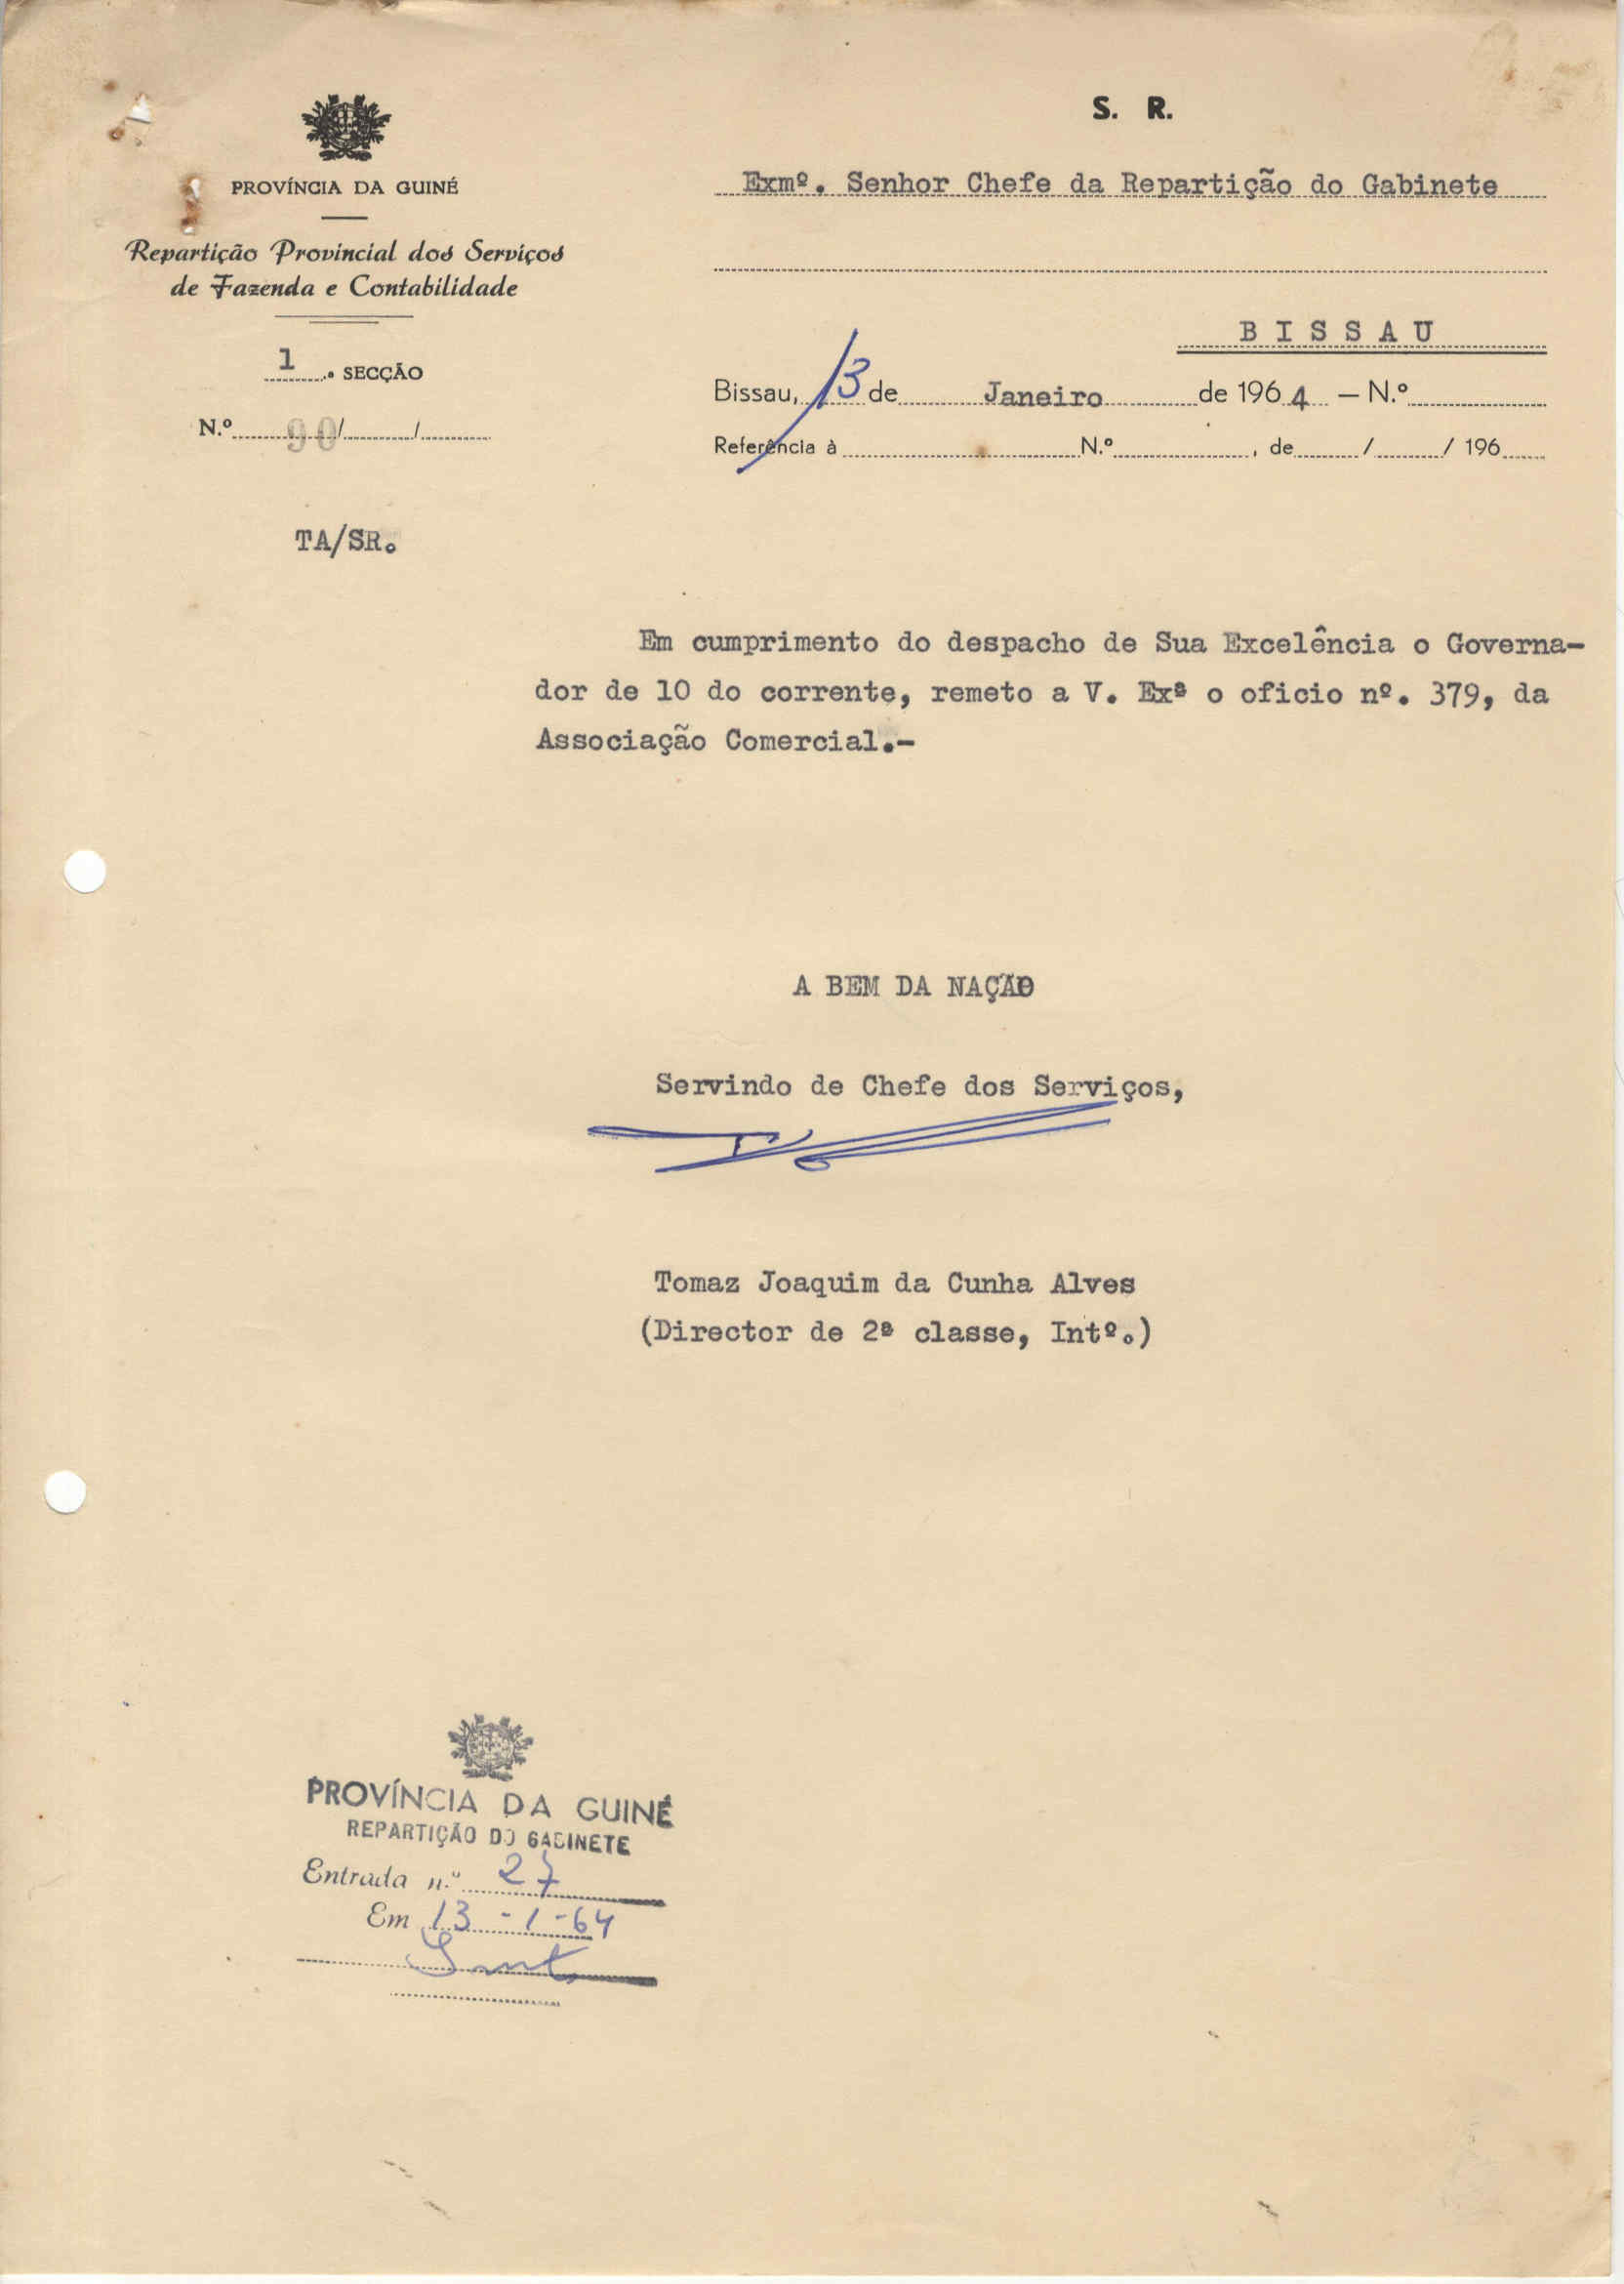 S. R.
PROVÍNCIA DA GUINÉ
Repartição Provincial dos Serviços
de Fazenda e Contabilidade
1.ª SECÇÃO
N.º 90/ /
Exmº. Senhor Chefe da Repartição do Gabinete
BISSAU
Bissau, 13 de Janeiro de 1964 — N.º
Referência à N.º , de / / 196
TA/SR.
Em cumprimento do despacho de Sua Excelência o Governa-
dor de 10 do corrente, remeto a V. Exª o oficio nº. 379, da
Associação Comercial.-
A BEM DA NAÇÃO
Servindo de Chefe dos Serviços,
Tomaz Joaquim da Cunha Alves
(Director de 2ª classe, Intº.)
PROVÍNCIA DA GUINÉ
REPARTIÇÃO DO GABINETE
Entrada n.º 27
Em 13-1-64